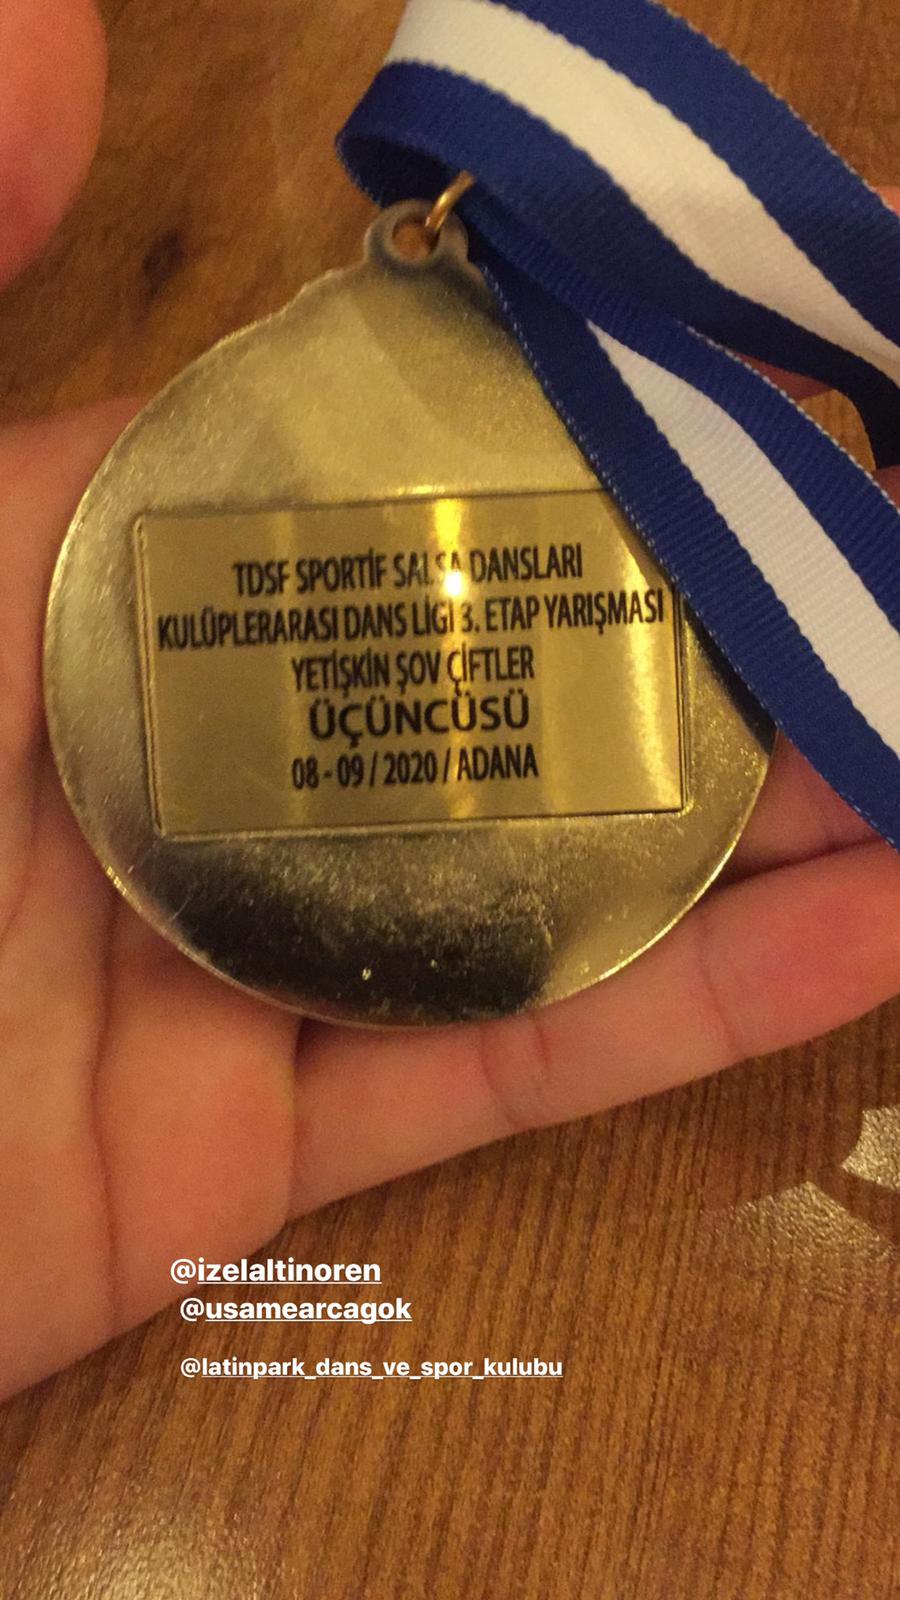 TDSF SPORTİF SALSA DANSLARI
KULÜPLERARASI DANS LİGİ 3. ETAP YARIŞMASI
YETİŞKİN ŞOV ÇİFTLER
ÜÇÜNCÜSÜ
08 - 09 / 2020 / ADANA
@izelaltinoren
@usamearcagok
@latinpark_dans_ve_spor_kulubu